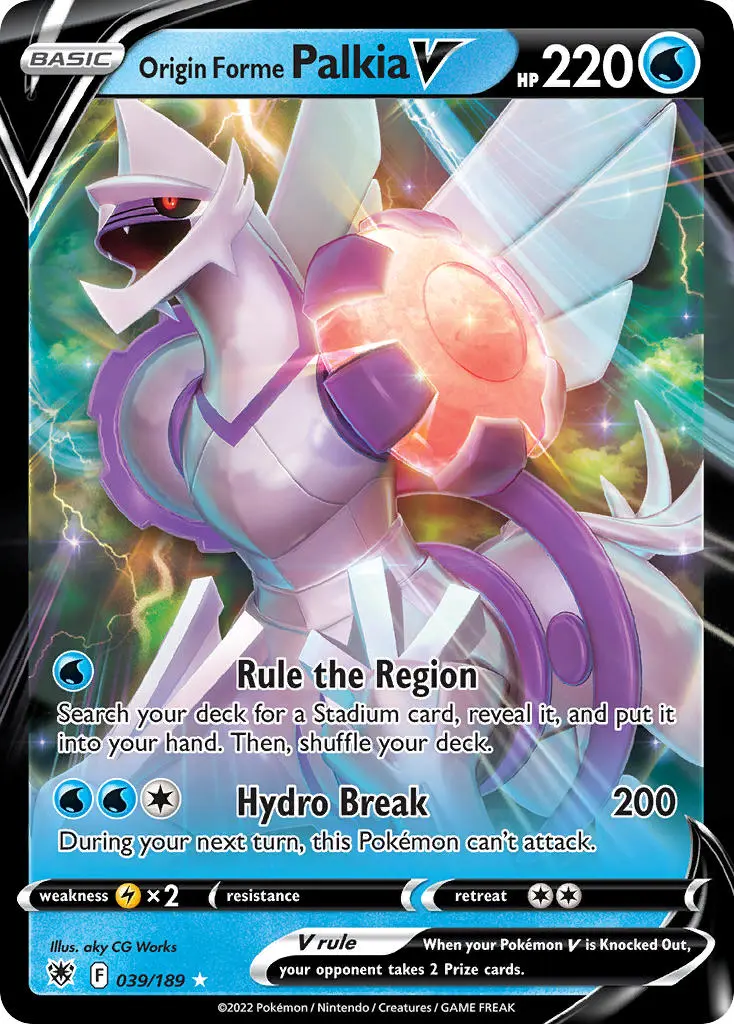 BASIC
Origin Forme Palkia V
HP 220
Rule the Region
Search your deck for a Stadium card, reveal it, and put it
into your hand. Then, shuffle your deck.
Hydro Break 200
During your next turn, this Pokémon can't attack.
weakness ×2 resistance retreat
Illus. aky CG Works
V rule When your Pokémon V is Knocked Out,
your opponent takes 2 Prize cards.
F 039/189
©2022 Pokémon / Nintendo / Creatures / GAME FREAK